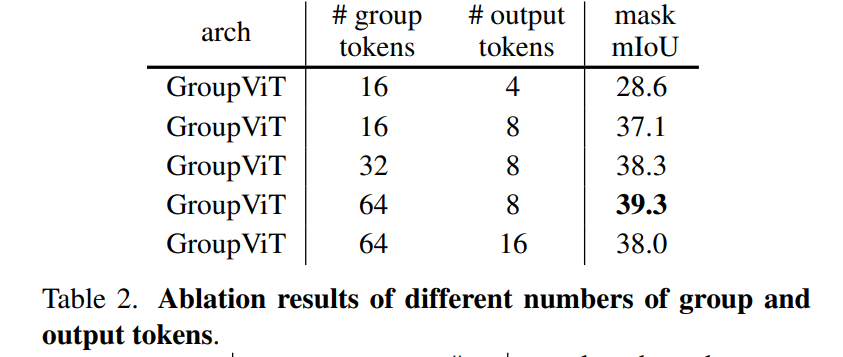 arch # group tokens # output tokens mask mIoU
GroupViT 16 4 28.6
GroupViT 16 8 37.1
GroupViT 32 8 38.3
GroupViT 64 8 39.3
GroupViT 64 16 38.0
Table 2. Ablation results of different numbers of group and
output tokens.